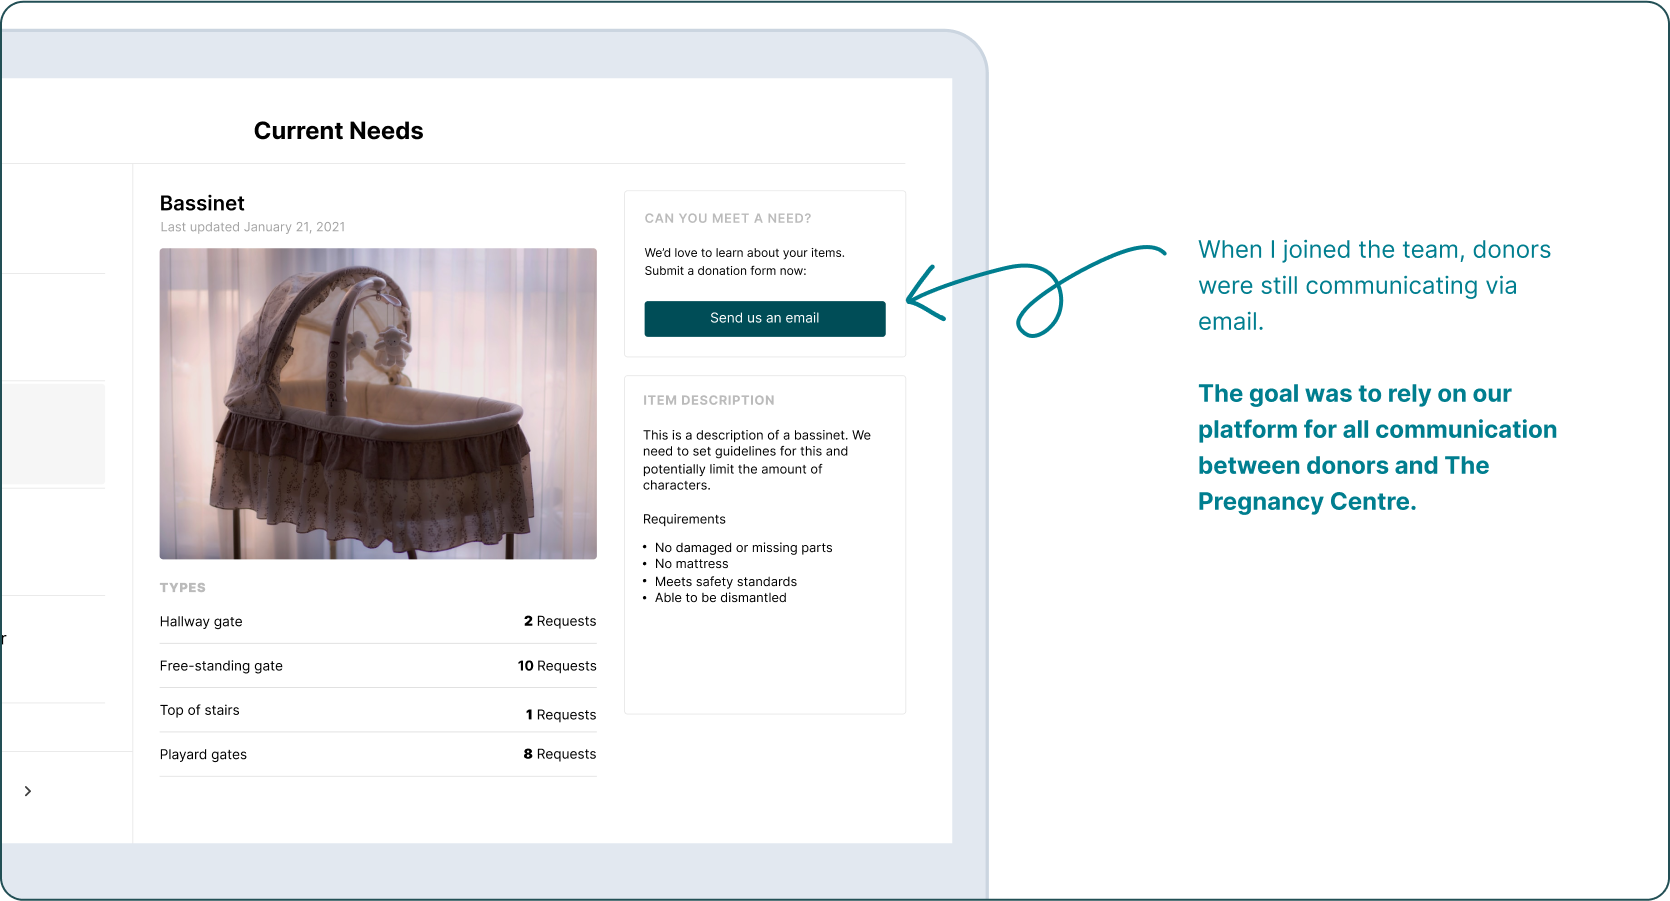 Current Needs
Bassinet
Last updated January 21, 2021
TYPES
Hallway gate 2 Requests
Free-standing gate 10 Requests
Top of stairs 1 Requests
Playard gates 8 Requests
CAN YOU MEET A NEED?
We'd love to learn about your items.
Submit a donation form now:
Send us an email
ITEM DESCRIPTION
This is a description of a bassinet. We
need to set guidelines for this and
potentially limit the amount of
characters.
Requirements
• No damaged or missing parts
• No mattress
• Meets safety standards
• Able to be dismantled
When I joined the team, donors
were still communicating via
email.
The goal was to rely on our
platform for all communication
between donors and The
Pregnancy Centre.